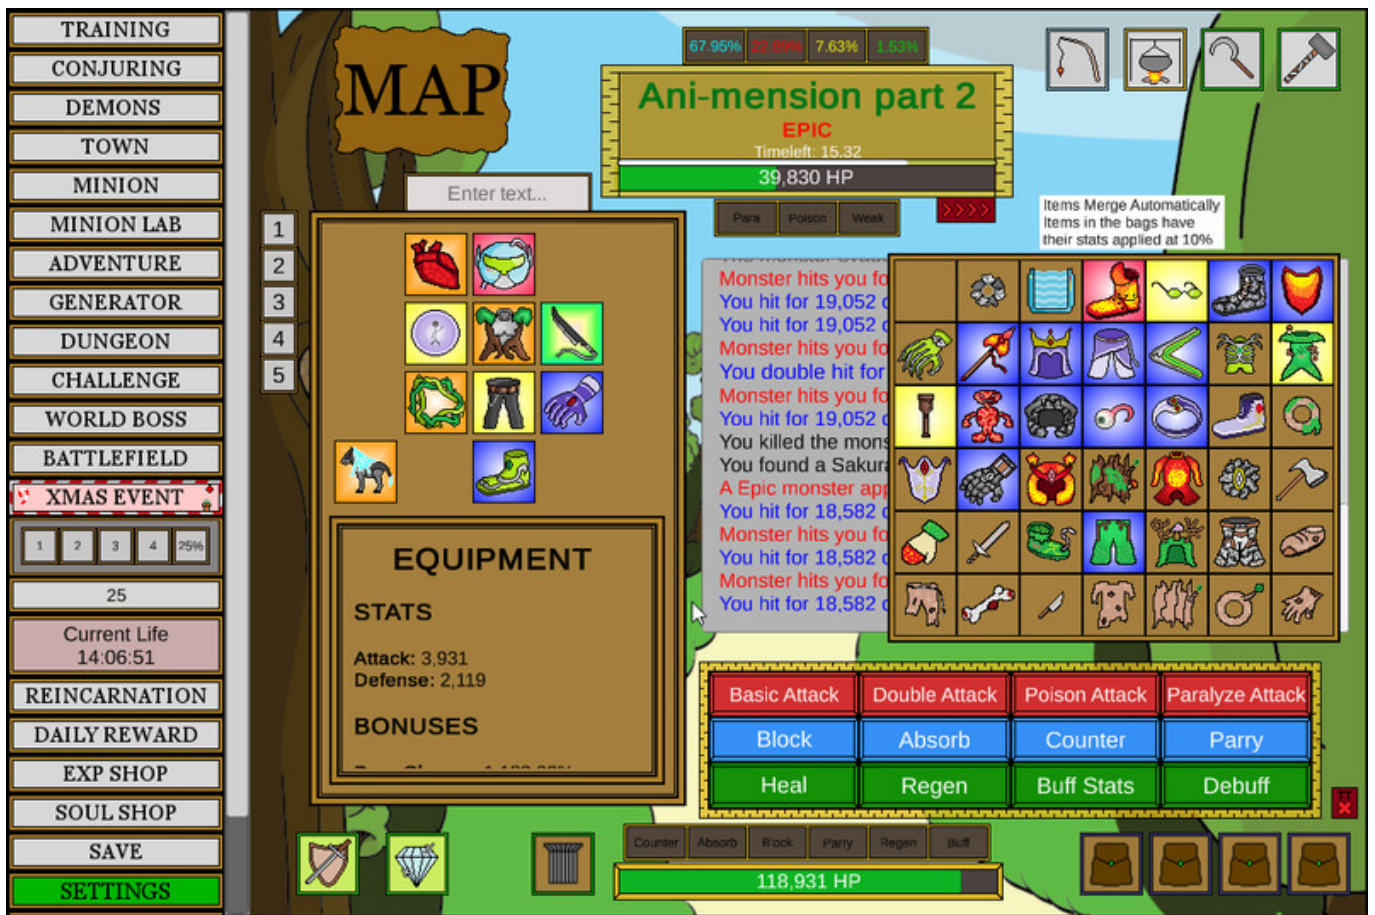 TRAINING
CONJURING
DEMONS
TOWN
MINION
MINION LAB
ADVENTURE
GENERATOR
DUNGEON
CHALLENGE
WORLD BOSS
BATTLEFIELD
XMAS EVENT
1 2 3 4 25%
25
Current Life
14:06:51
REINCARNATION
DAILY REWARD
EXP SHOP
SOUL SHOP
SAVE
SETTINGS
MAP
67.95% 22.89% 7.63% 1.53%
Ani-mension part 2
EPIC
Timeleft: 15.32
39,830 HP
Para Poison Weak
>>>>
Enter text...
1
2
3
4
5
EQUIPMENT
STATS
Attack: 3,931
Defense: 2,119
BONUSES
Items Merge Automatically
Items in the bags have
their stats applied at 10%
Monster hits you fo
You hit for 19,052 d
You hit for 19,052 d
Monster hits you fo
You double hit for
Monster hits you fo
You hit for 19,052 d
You killed the mons
You found a Sakura
A Epic monster app
You hit for 18,582 d
Monster hits you fo
You hit for 18,582 d
Monster hits you fo
You hit for 18,582 d
Basic Attack Double Attack Poison Attack Paralyze Attack
Block Absorb Counter Parry
Heal Regen Buff Stats Debuff
Counter Absorb Block Parry Regen Buff
118,931 HP